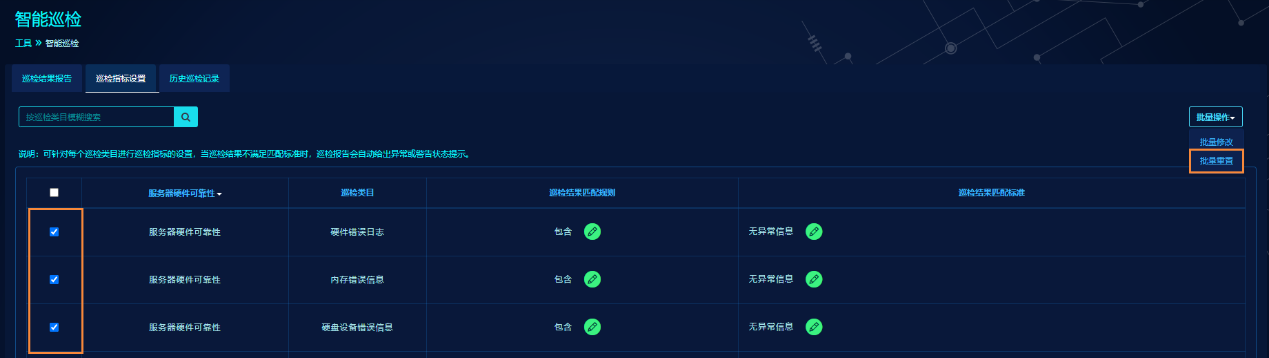 智能巡检
工具 » 智能巡检
巡检结果报告 巡检指标设置 历史巡检记录
按巡检类目模糊搜索 批量操作
批量修改
说明：可针对每个巡检类目进行巡检指标的设置，当巡检结果不满足匹配标准时，巡检报告会自动给出异常或警告状态提示。
批量重置
服务器硬件可靠性 巡检类目 巡检结果匹配规则 巡检结果匹配标准
服务器硬件可靠性 硬件错误日志 包含 无异常信息
服务器硬件可靠性 内存错误信息 包含 无异常信息
服务器硬件可靠性 硬盘设备错误信息 包含 无异常信息